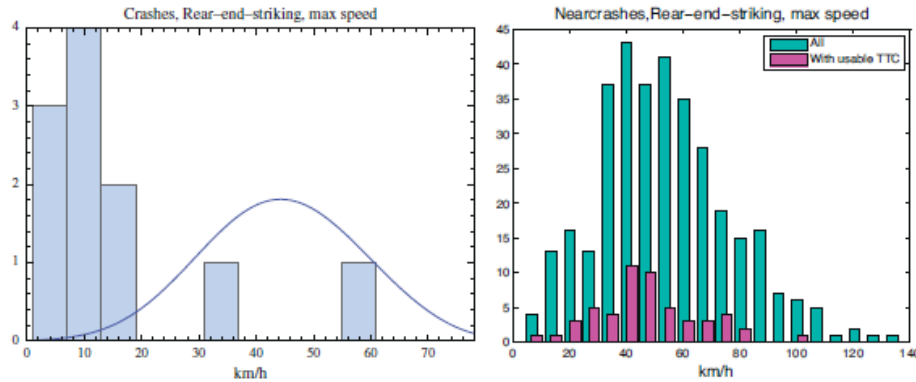 Crashes, Rear-end-striking, max speed
4
3
2
1
0
0 10 20 30 40 50 60 70
km/h
Nearcrashes,Rear-end-striking, max speed
All
With usable TTC
45
40
35
30
25
20
15
10
5
0
0 20 40 60 80 100 120 140
km/h